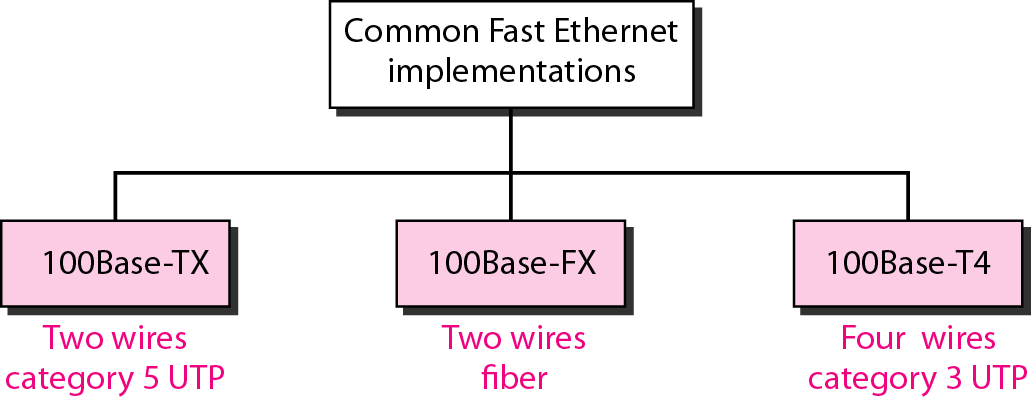 Common Fast Ethernet
implementations
100Base-TX
100Base-FX
100Base-T4
Two wires
category 5 UTP
Two wires
fiber
Four wires
category 3 UTP